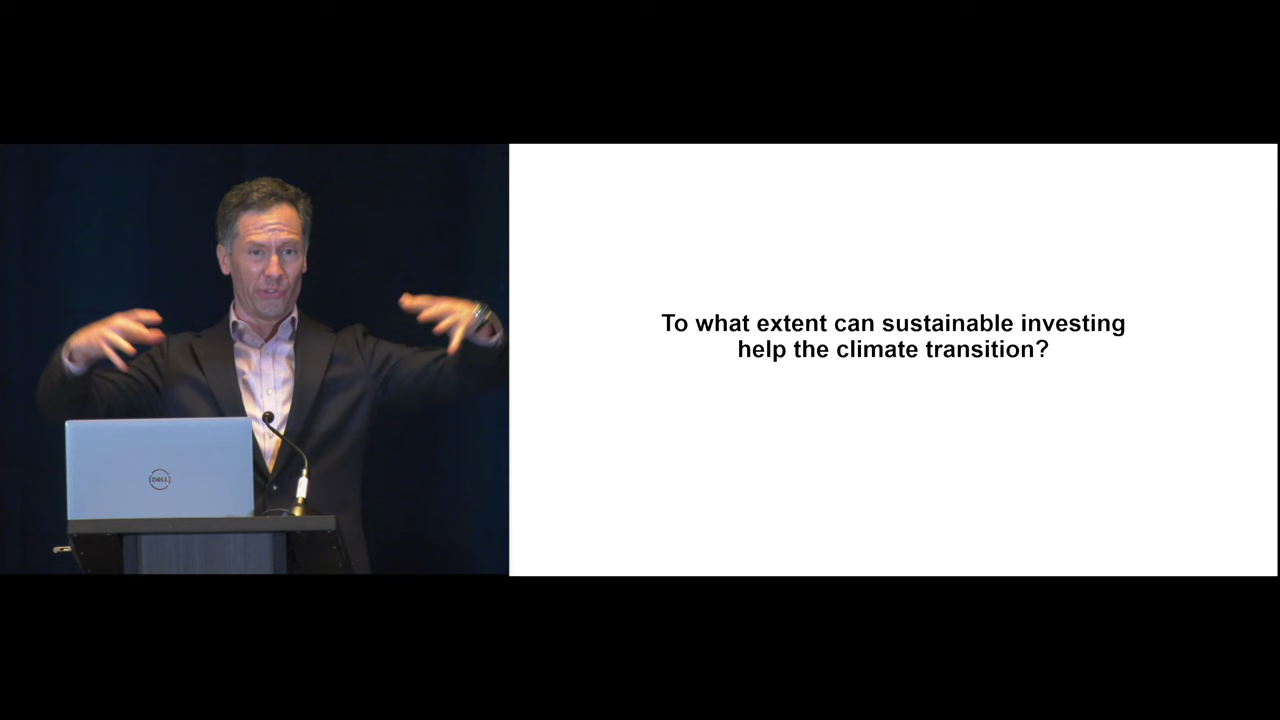 DELL
To what extent can sustainable investing
help the climate transition?